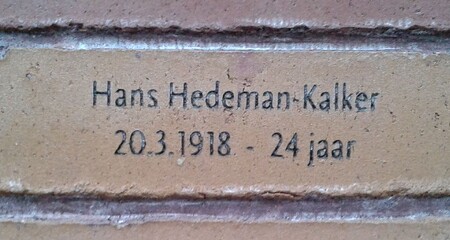 Hans Hedeman-Kalker
20.3.1918 - 24 jaar